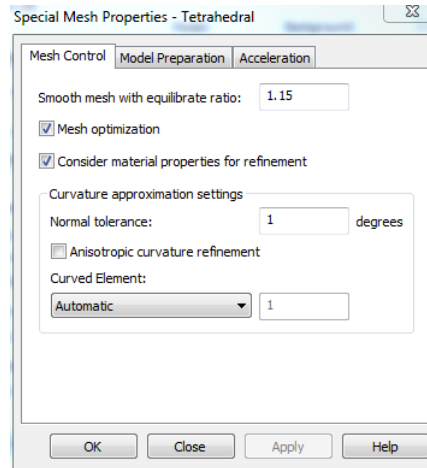 Special Mesh Properties - Tetrahedral
Mesh Control Model Preparation Acceleration
Smooth mesh with equilibrate ratio: 1.15
Mesh optimization
Consider material properties for refinement
Curvature approximation settings
Normal tolerance: 1 degrees
Anisotropic curvature refinement
Curved Element:
Automatic 1
OK Close Apply Help